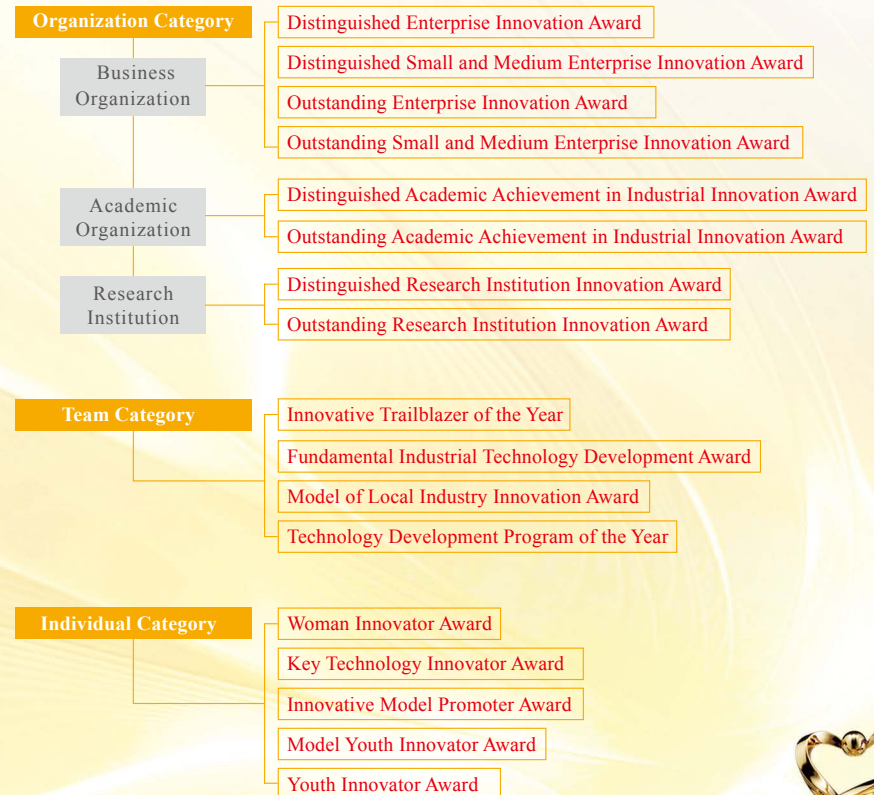 Organization Category
Distinguished Enterprise Innovation Award
Business
Organization
Distinguished Small and Medium Enterprise Innovation Award
Outstanding Enterprise Innovation Award
Outstanding Small and Medium Enterprise Innovation Award
Academic
Organization
Distinguished Academic Achievement in Industrial Innovation Award
Outstanding Academic Achievement in Industrial Innovation Award
Research
Institution
Distinguished Research Institution Innovation Award
Outstanding Research Institution Innovation Award
Team Category
Innovative Trailblazer of the Year
Fundamental Industrial Technology Development Award
Model of Local Industry Innovation Award
Technology Development Program of the Year
Individual Category
Woman Innovator Award
Key Technology Innovator Award
Innovative Model Promoter Award
Model Youth Innovator Award
Youth Innovator Award